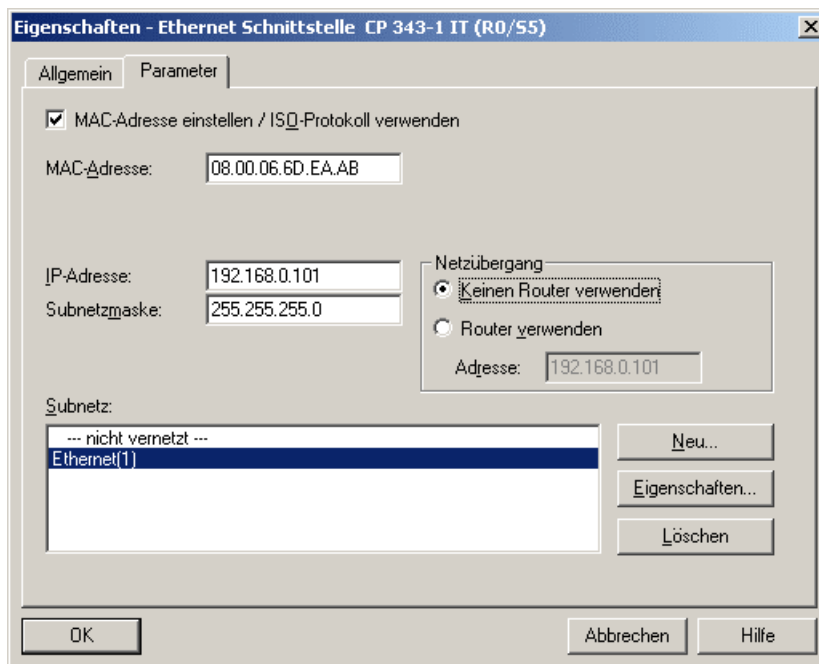 Eigenschaften - Ethernet Schnittstelle CP 343-1 IT (R0/S5)
Allgemein
Parameter
MAC-Adresse einstellen / ISO-Protokoll verwenden
MAC-Adresse:
08.00.06.6D.EA.AB
IP-Adresse:
192.168.0.101
Subnetzmaske:
255.255.255.0
Netzübergang
Keinen Router verwenden
Router verwenden
Adresse:
192.168.0.101
Subnetz:
--- nicht vernetzt ---
Ethernet(1)
Neu...
Eigenschaften...
Löschen
OK
Abbrechen
Hilfe